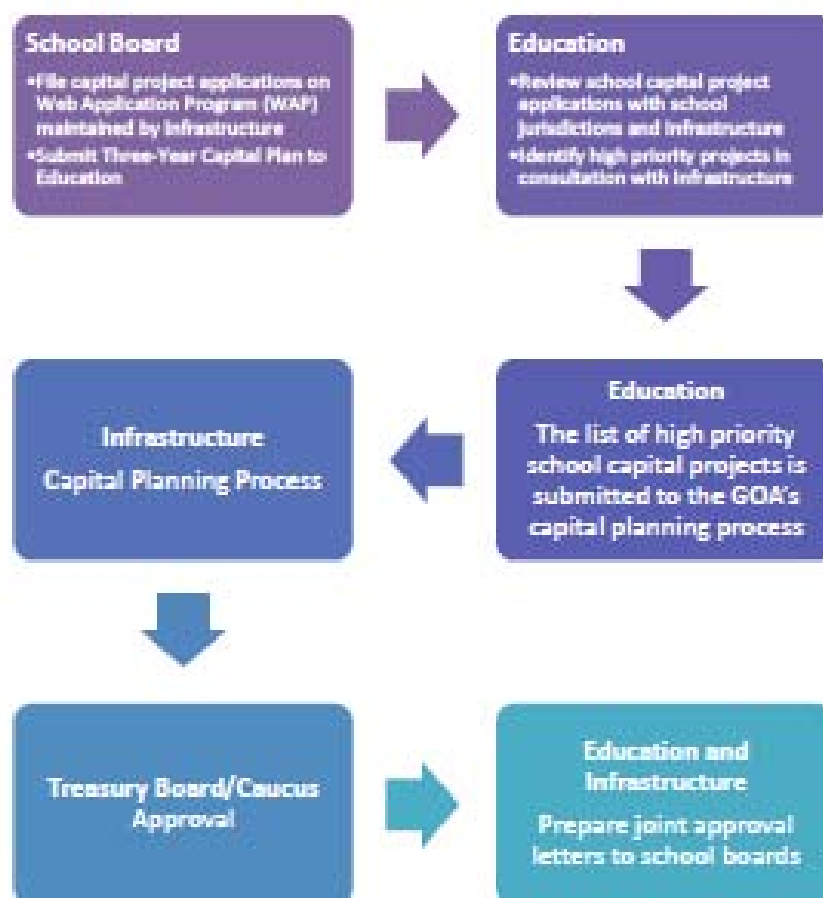 School Board
•File capital project applications on
Web Application Program (WAP)
maintained by Infrastructure
•Submit Three-Year Capital Plan to
Education
Education
•Review school capital project
applications with school
jurisdictions and Infrastructure
•Identify high priority projects in
consultation with Infrastructure
Education
The list of high priority
school capital projects is
submitted to the GOA's
capital planning process
Infrastructure
Capital Planning Process
Treasury Board/Caucus
Approval
Education and
Infrastructure
Prepare joint approval
letters to school boards